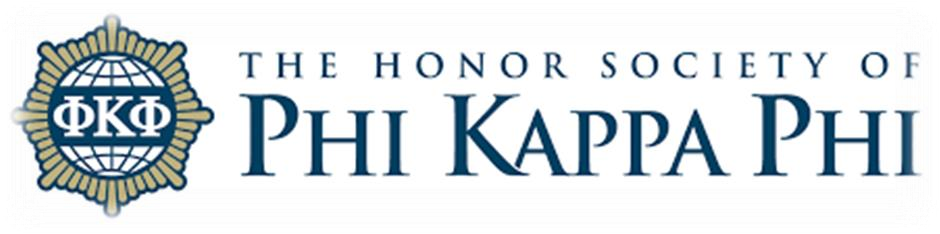 ΦΚΦ
THE HONOR SOCIETY OF
PHI KAPPA PHI